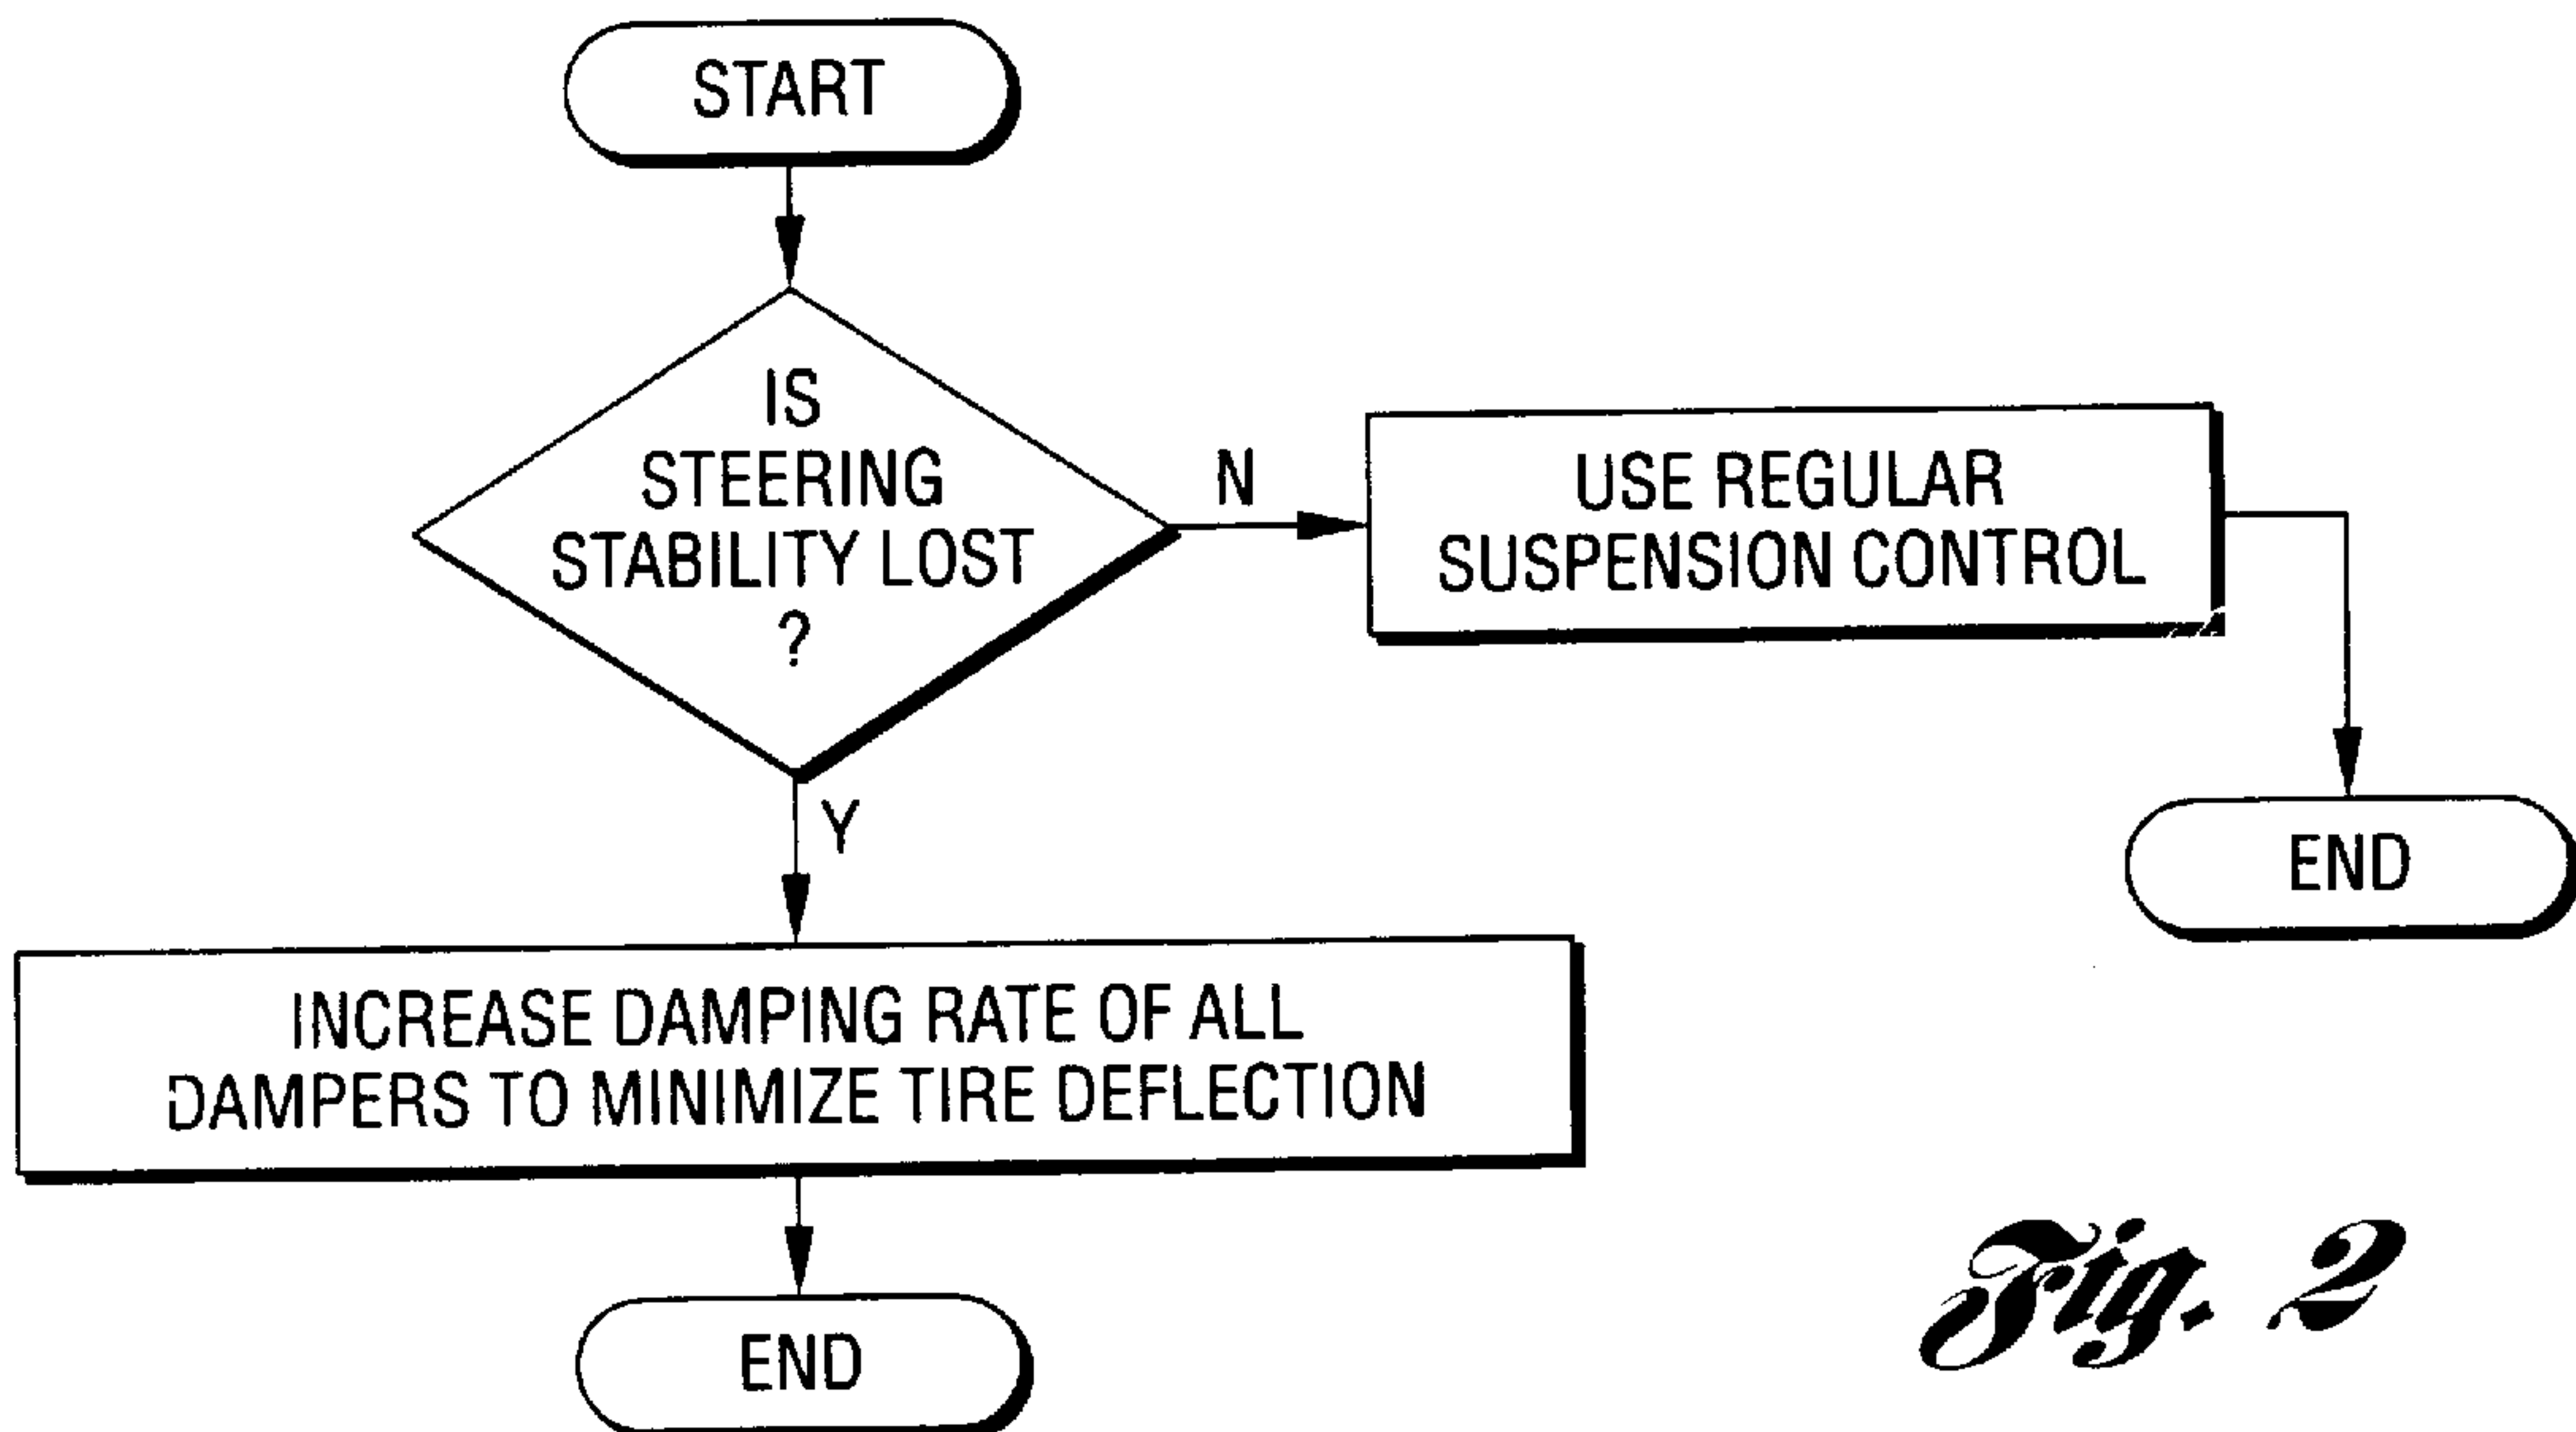 START
IS
STEERING
STABILITY LOST
?
N
USE REGULAR
SUSPENSION CONTROL
END
Y
INCREASE DAMPING RATE OF ALL
DAMPERS TO MINIMIZE TIRE DEFLECTION
END
Fig. 2